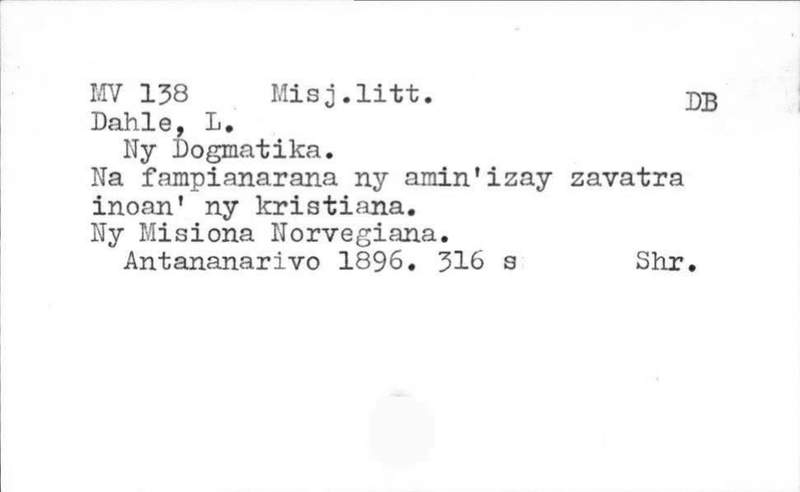 MV 138 Misj.litt. DB
Dahle, L.
Ny Dogmatika.
Na fampianarana ny amin'izay zavatra
inoan' ny kristiana.
Ny Misiona Norvegiana.
Antananarivo 1896. 316 s Shr.